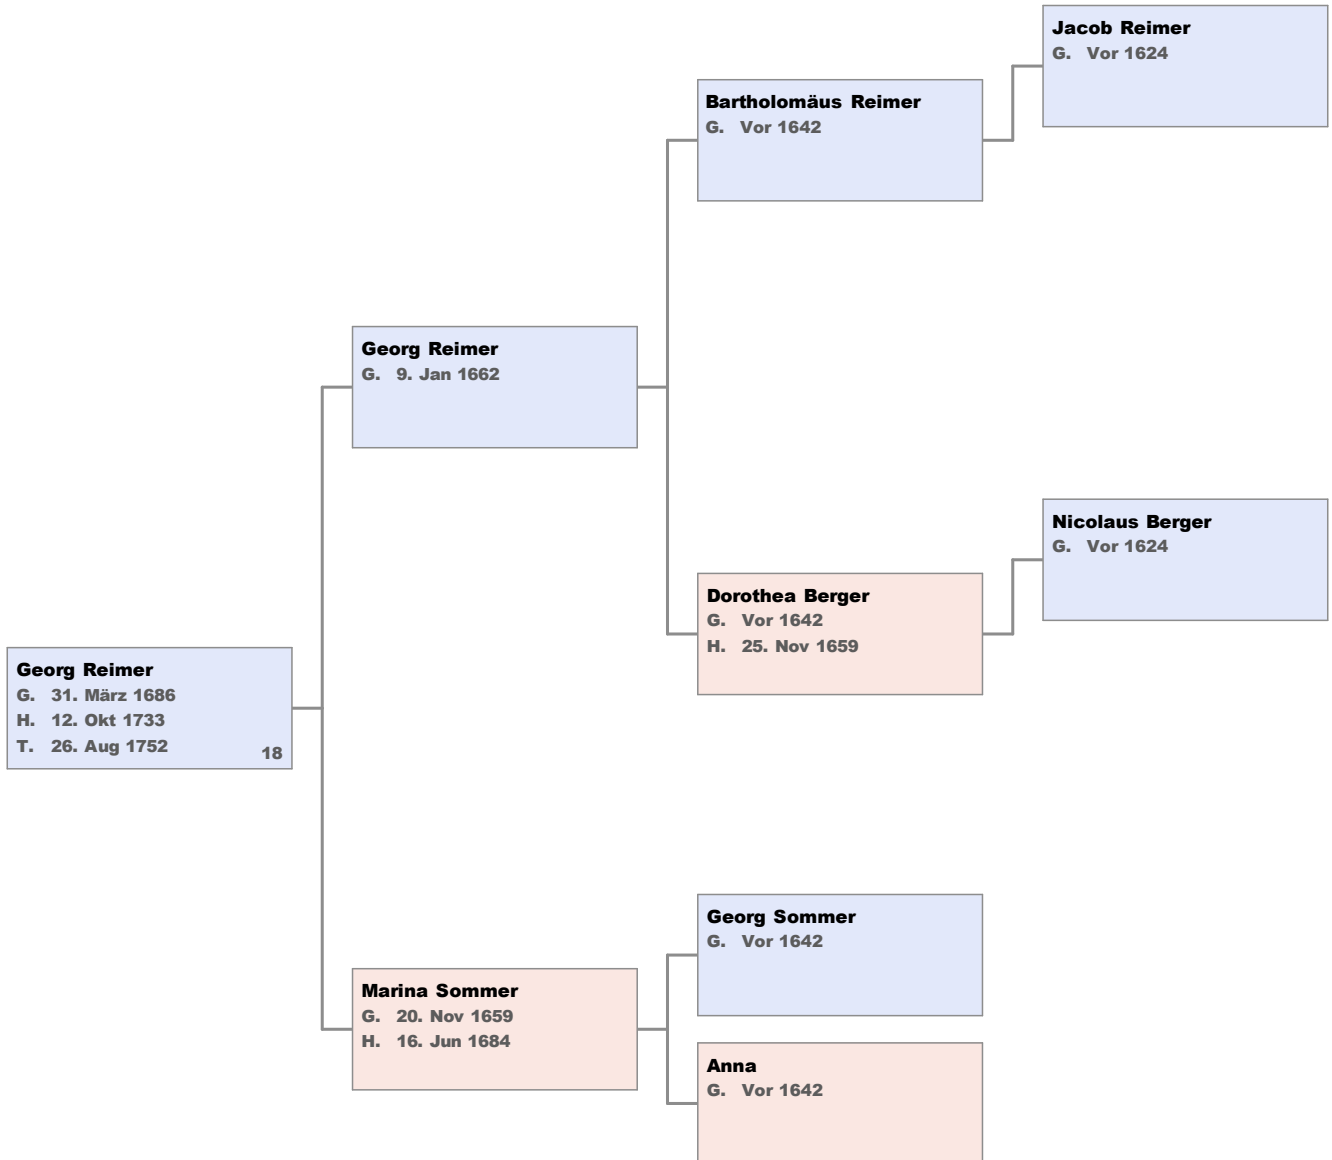 Jacob Reimer
G. Vor 1624
Bartholomäus Reimer
G. Vor 1642
Georg Reimer
G. 9. Jan 1662
Nicolaus Berger
G. Vor 1624
Dorothea Berger
G. Vor 1642
H. 25. Nov 1659
Georg Reimer
G. 31. März 1686
H. 12. Okt 1733
T. 26. Aug 1752
18
Georg Sommer
G. Vor 1642
Marina Sommer
G. 20. Nov 1659
H. 16. Jun 1684
Anna
G. Vor 1642